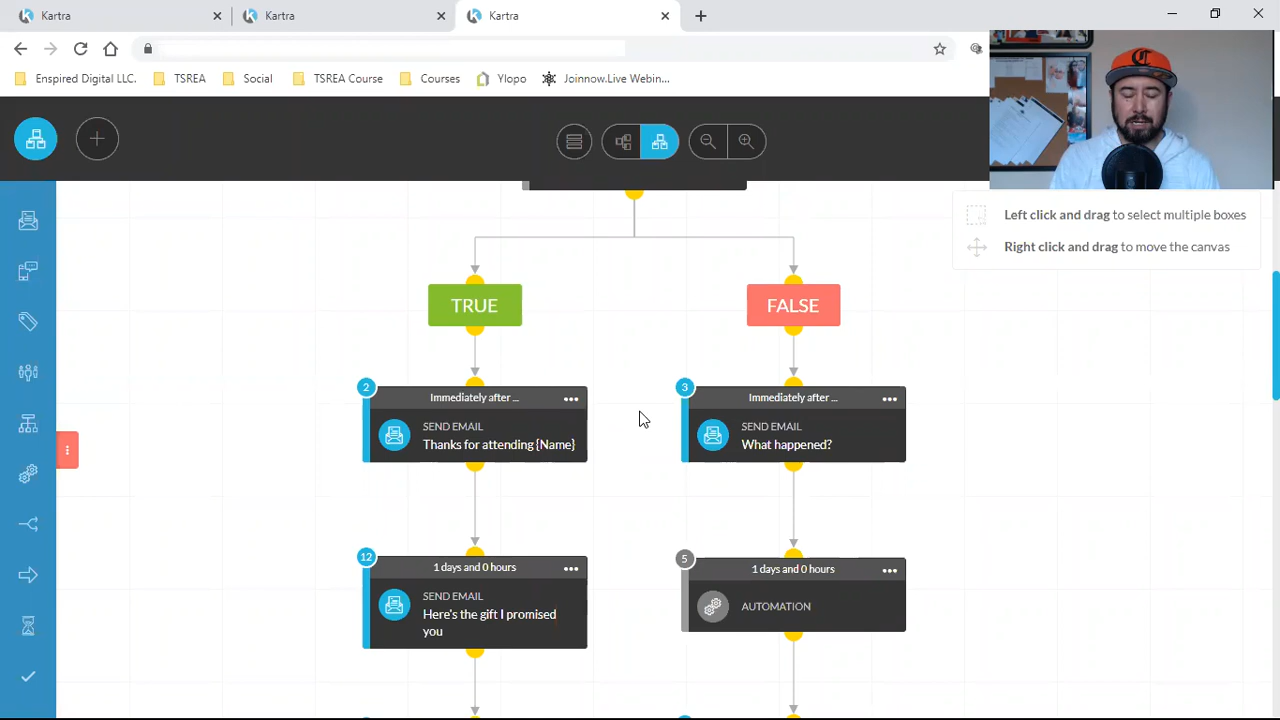 Kartra
Kartra
Kartra
Enspired Digital LLC.
TSREA
Social
TSREA Course
Courses
Ylopo
Joinnow.Live Webin...
Left click and drag to select multiple boxes
Right click and drag to move the canvas
TRUE
FALSE
2
Immediately after ...
SEND EMAIL
Thanks for attending {Name}
3
Immediately after ...
SEND EMAIL
What happened?
12
1 days and 0 hours
SEND EMAIL
Here's the gift I promised
you
5
1 days and 0 hours
AUTOMATION